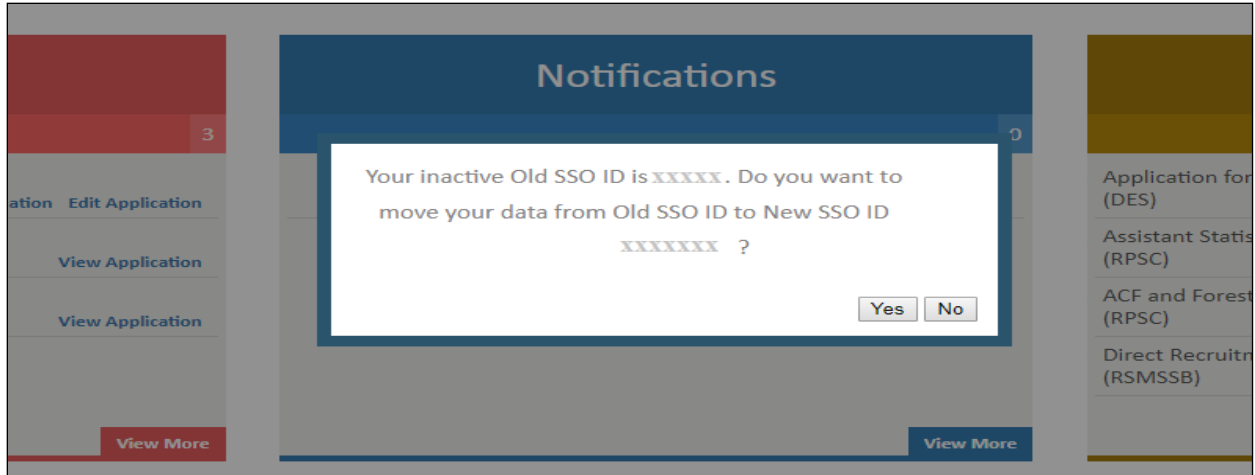 Notifications
3
0
Your inactive Old SSO ID is xxxxx. Do you want to
move your data from Old SSO ID to New SSO ID
xxxxxxx ?
Yes No
ation Edit Application
View Application
View Application
View More
View More
Application for
(DES)
Assistant Statis
(RPSC)
ACF and Forest
(RPSC)
Direct Recruitm
(RSMSSB)